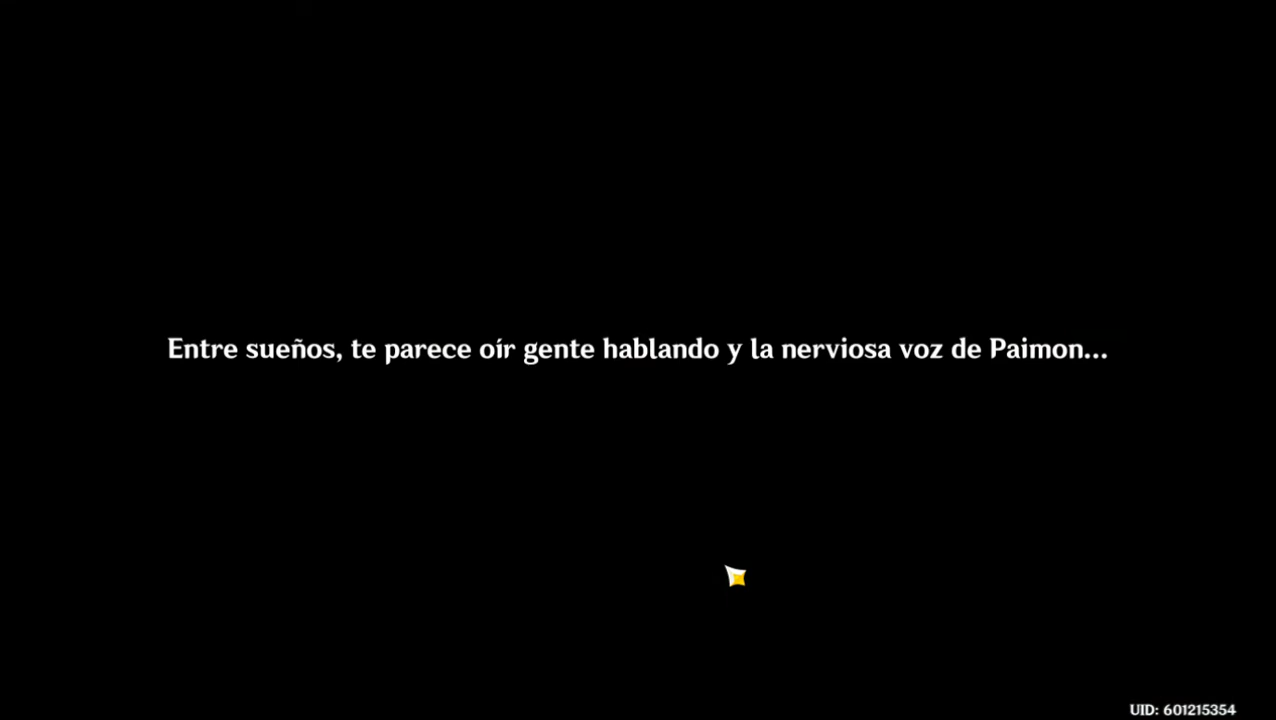 Entre sueños, te parece oír gente hablando y la nerviosa voz de Paimon...
UID: 601215354